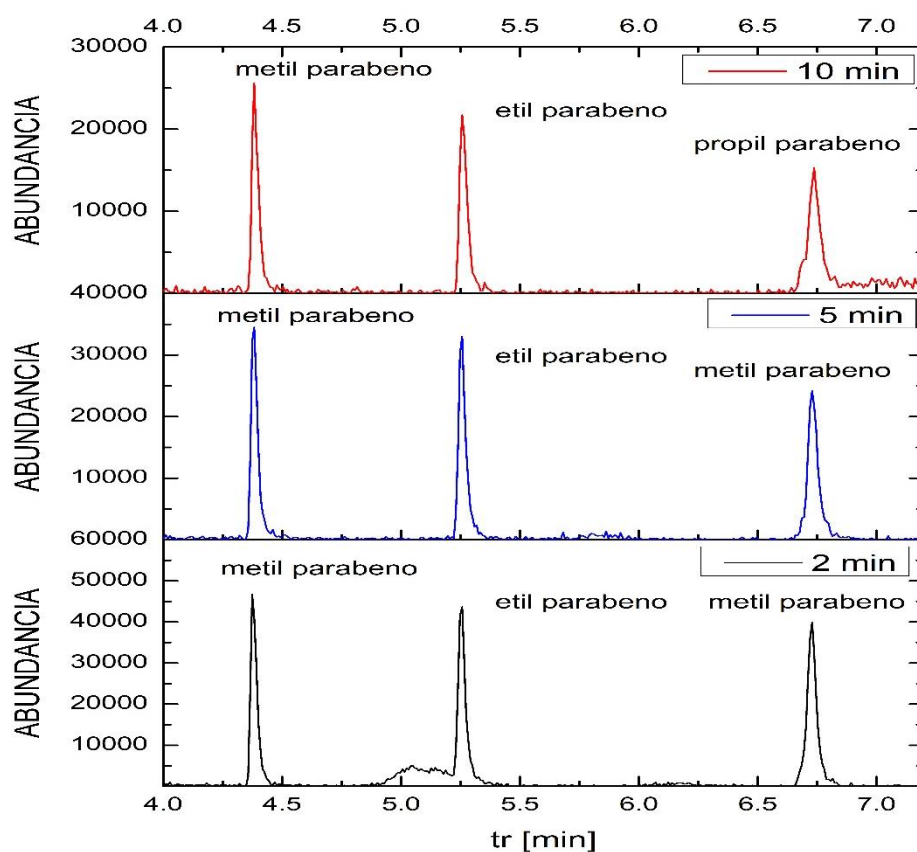 4.0 4.5 5.0 5.5 6.0 6.5 7.0
30000
metil parabeno
10 min
etil parabeno
20000
propil parabeno
ABUNDANCIA
10000
40000
metil parabeno
5 min
etil parabeno
30000
metil parabeno
ABUNDANCIA
20000
10000
60000
2 min
metil parabeno
50000
etil parabeno metil parabeno
40000
ABUNDANCIA
30000
20000
10000
4.0 4.5 5.0 5.5 6.0 6.5 7.0
tr [min]